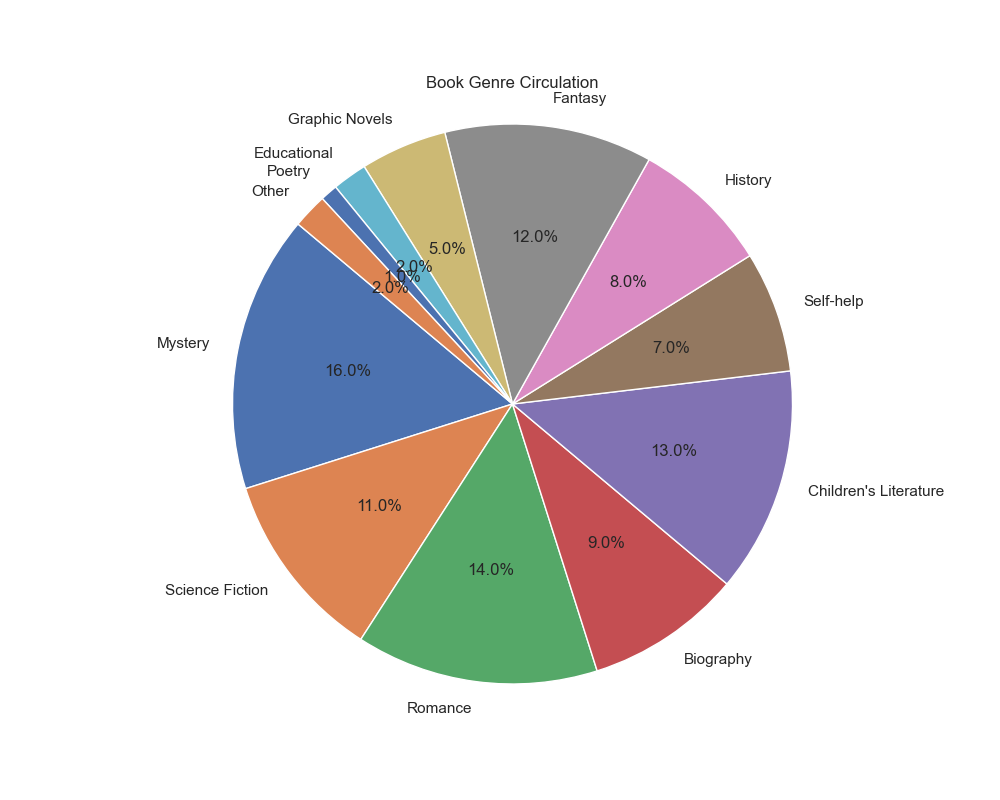 Book Genre Circulation
Fantasy
Graphic Novels
Educational
Poetry
Other
History
Self-help
Mystery
Children's Literature
Science Fiction
Biography
Romance
12.0%
5.0%
2.0%
1.0%
2.0%
8.0%
7.0%
16.0%
13.0%
11.0%
9.0%
14.0%